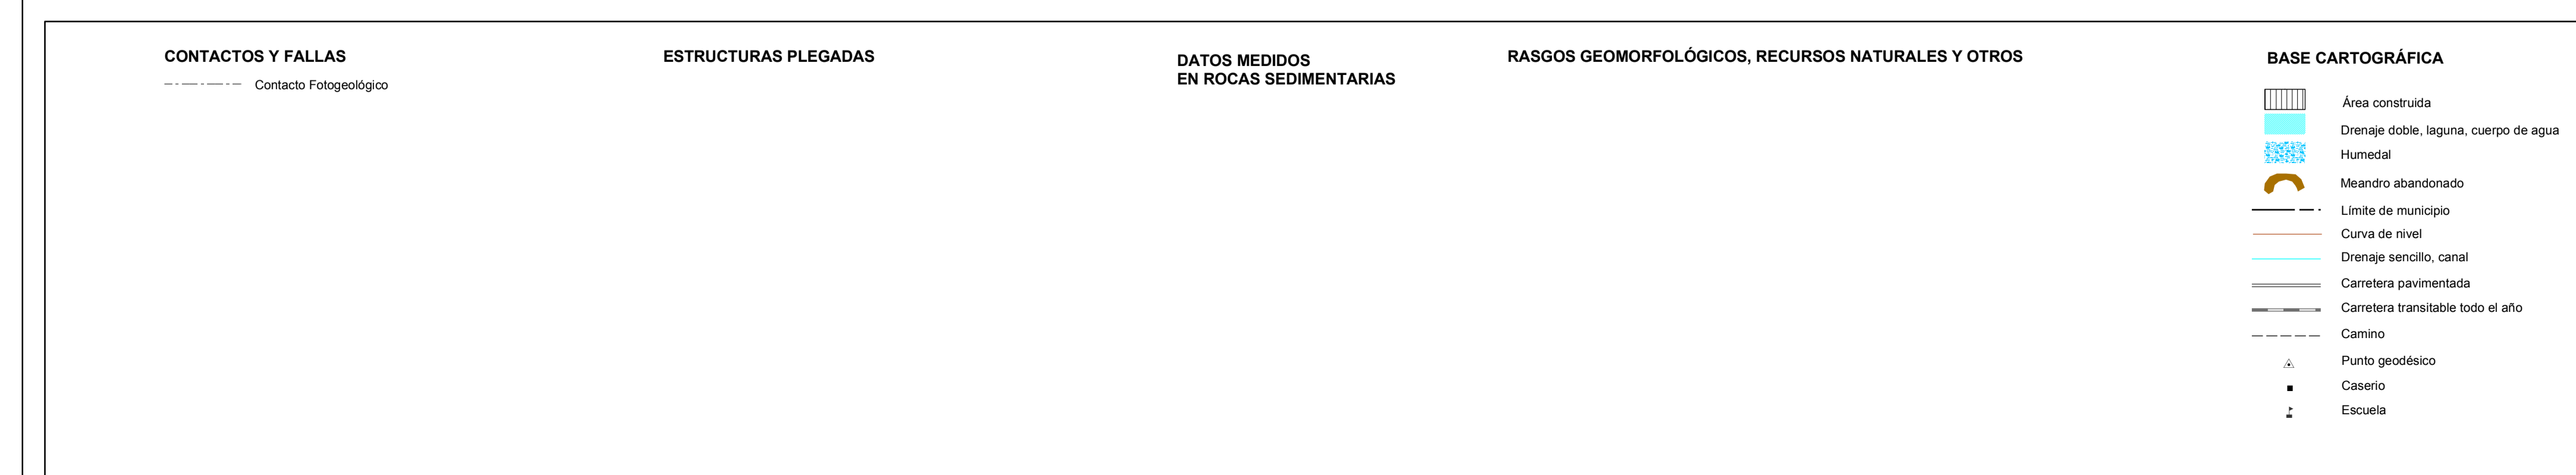 CONTACTOS Y FALLAS
Contacto Fotogeológico
ESTRUCTURAS PLEGADAS
DATOS MEDIDOS
EN ROCAS SEDIMENTARIAS
RASGOS GEOMORFOLÓGICOS, RECURSOS NATURALES Y OTROS
BASE CARTOGRÁFICA
Área construida
Drenaje doble, laguna, cuerpo de agua
Humedal
Meandro abandonado
Límite de municipio
Curva de nivel
Drenaje sencillo, canal
Carretera pavimentada
Carretera transitable todo el año
Camino
Punto geodésico
Caserio
Escuela